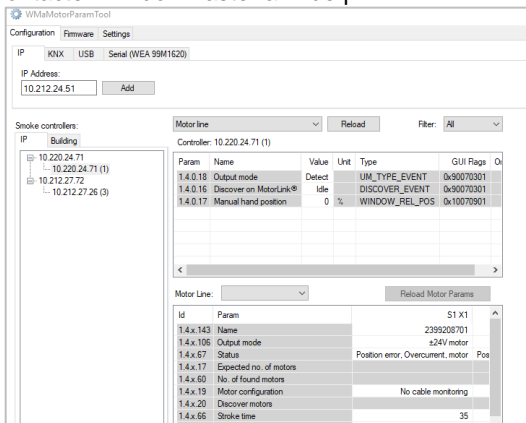 WMaMotorParamTool
Configuration Firmware Settings
IP KNX USB Serial (WEA 99M1620)
IP Address:
10.212.24.51 Add
Smoke controllers:
IP Building
10.220.24.71
10.220.24.71 (1)
10.212.27.72
10.212.27.26 (3)
Motor line Reload Filter: All
Controller: 10.220.24.71 (1)
Param Name Value Unit Type GUI Flags
1.4.0.18 Output mode Detect UM_TYPE_EVENT 0x90070301
1.4.0.16 Discover on MotorLink® Idle DISCOVER_EVENT 0x90070301
1.4.0.17 Manual hand position 0 % WINDOW_REL_POS 0x10070901
Motor Line: Reload Motor Params
Id Param S1 X1
1.4.x.143 Name 2399208701
1.4.x.106 Output mode ±24V motor
1.4.x.67 Status Position error, Overcurrent, motor Pos
1.4.x.17 Expected no. of motors
1.4.x.60 No. of found motors
1.4.x.19 Motor configuration No cable monitoring
1.4.x.20 Discover motors
1.4.x.66 Stroke time 35